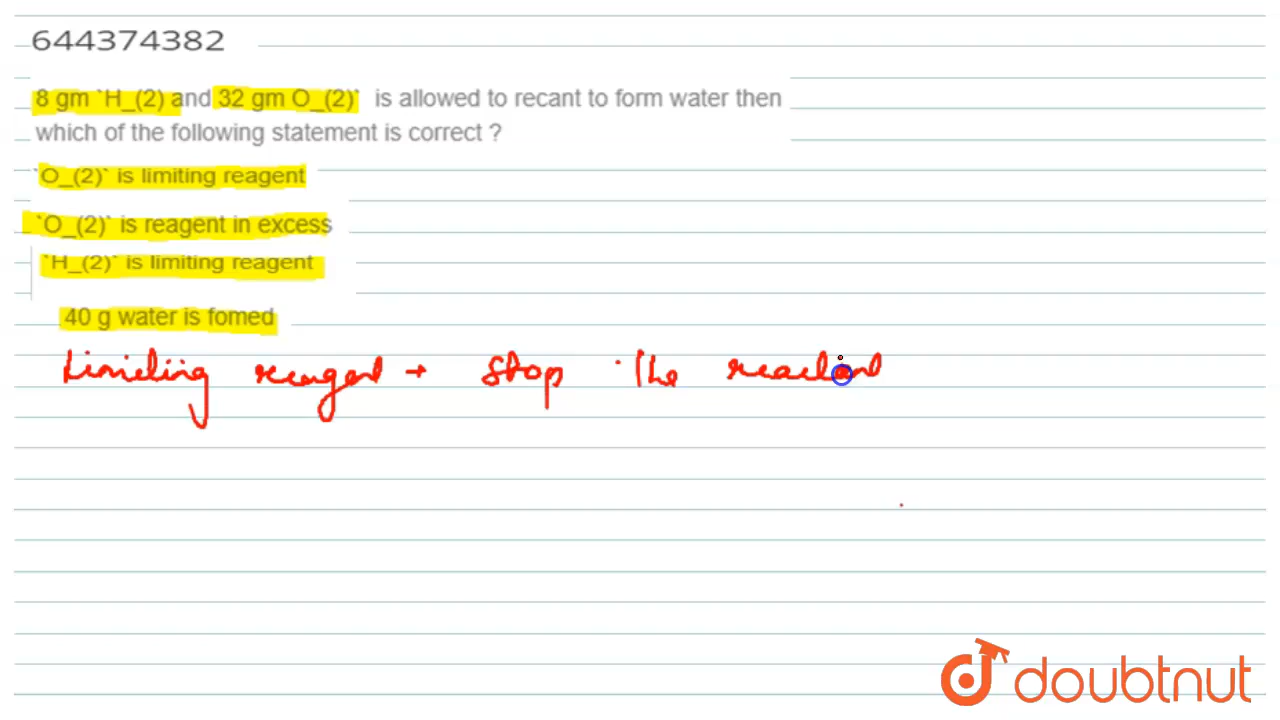 644374382
8 gm `H_(2) and 32 gm O_(2)` is allowed to recant to form water then
which of the following statement is correct ?
`O_(2)` is limiting reagent
`O_(2)` is reagent in excess
`H_(2)` is limiting reagent
40 g water is fomed
Limiting reagent → Stop the reactant
doubtnut